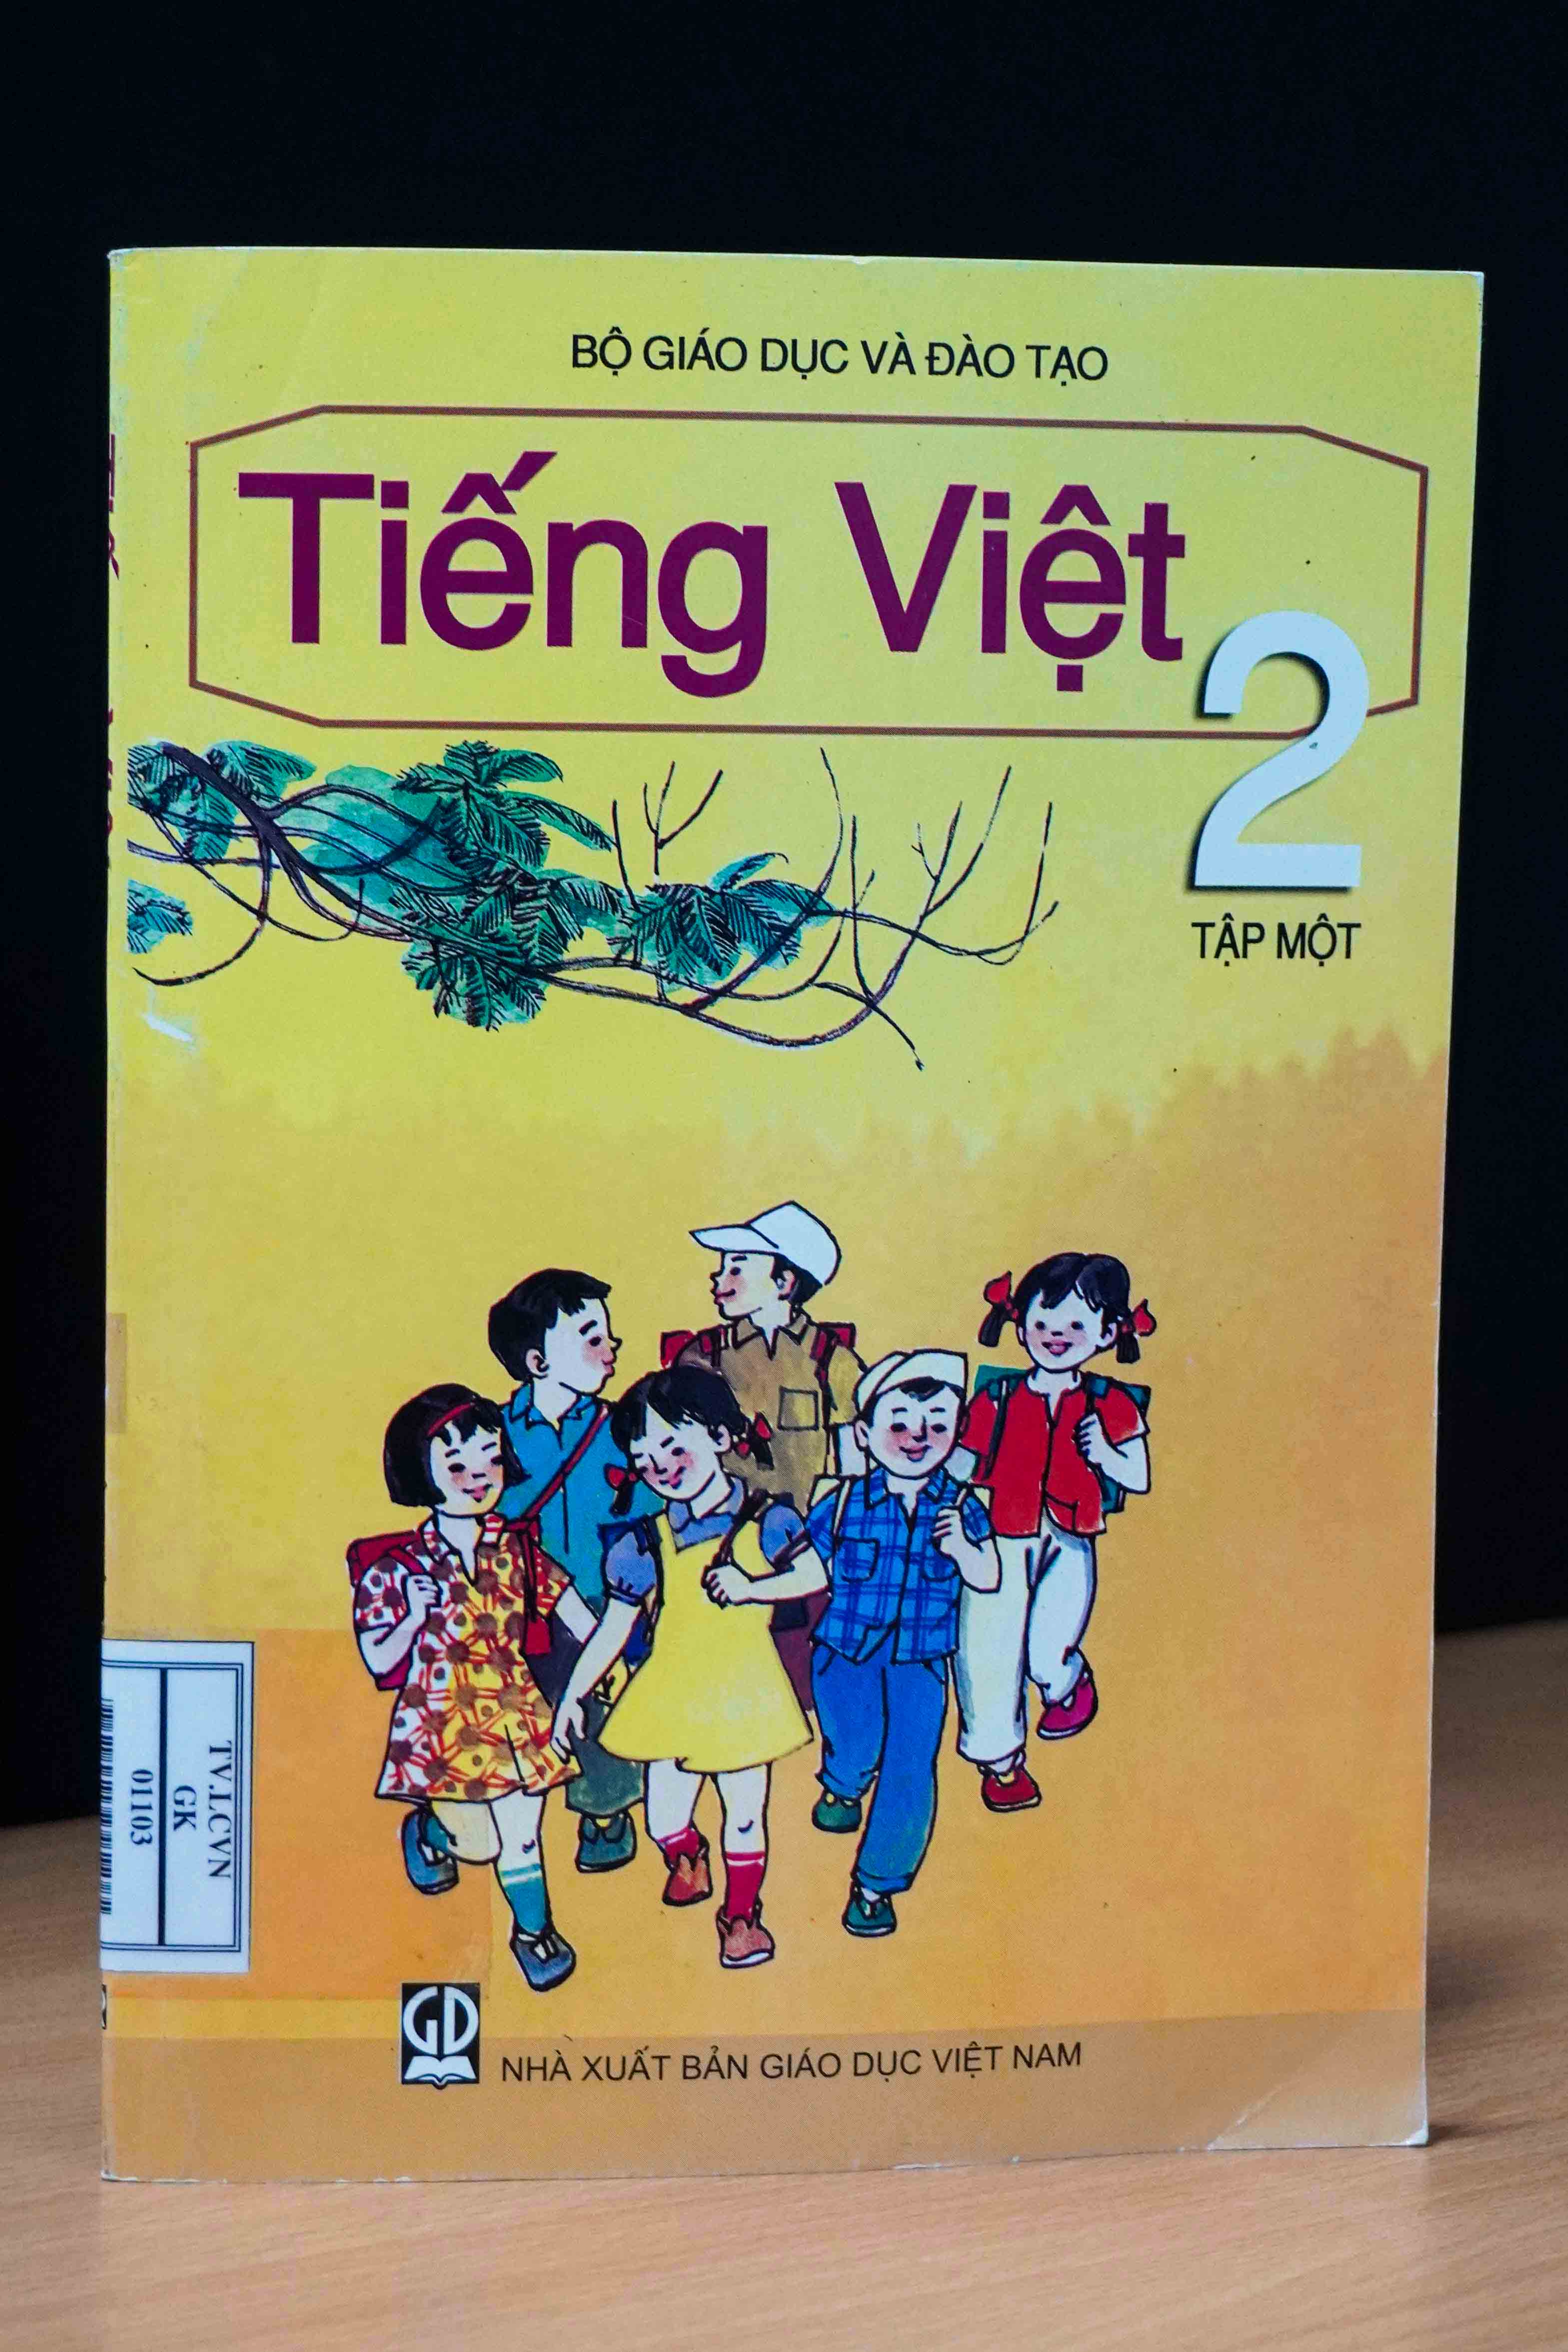 BỘ GIÁO DỤC VÀ ĐÀO TẠO
Tiếng Việt
2
TẬP MỘT
TV.LCVN
GK
01103
GD
NHÀ XUẤT BẢN GIÁO DỤC VIỆT NAM